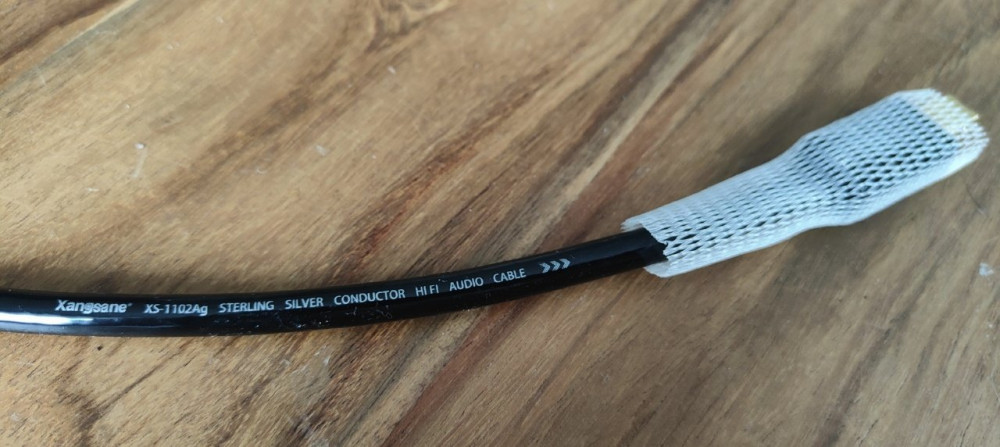 Xangsane® XS-1102Ag STERLING SILVER CONDUCTOR HI FI AUDIO CABLE >>>